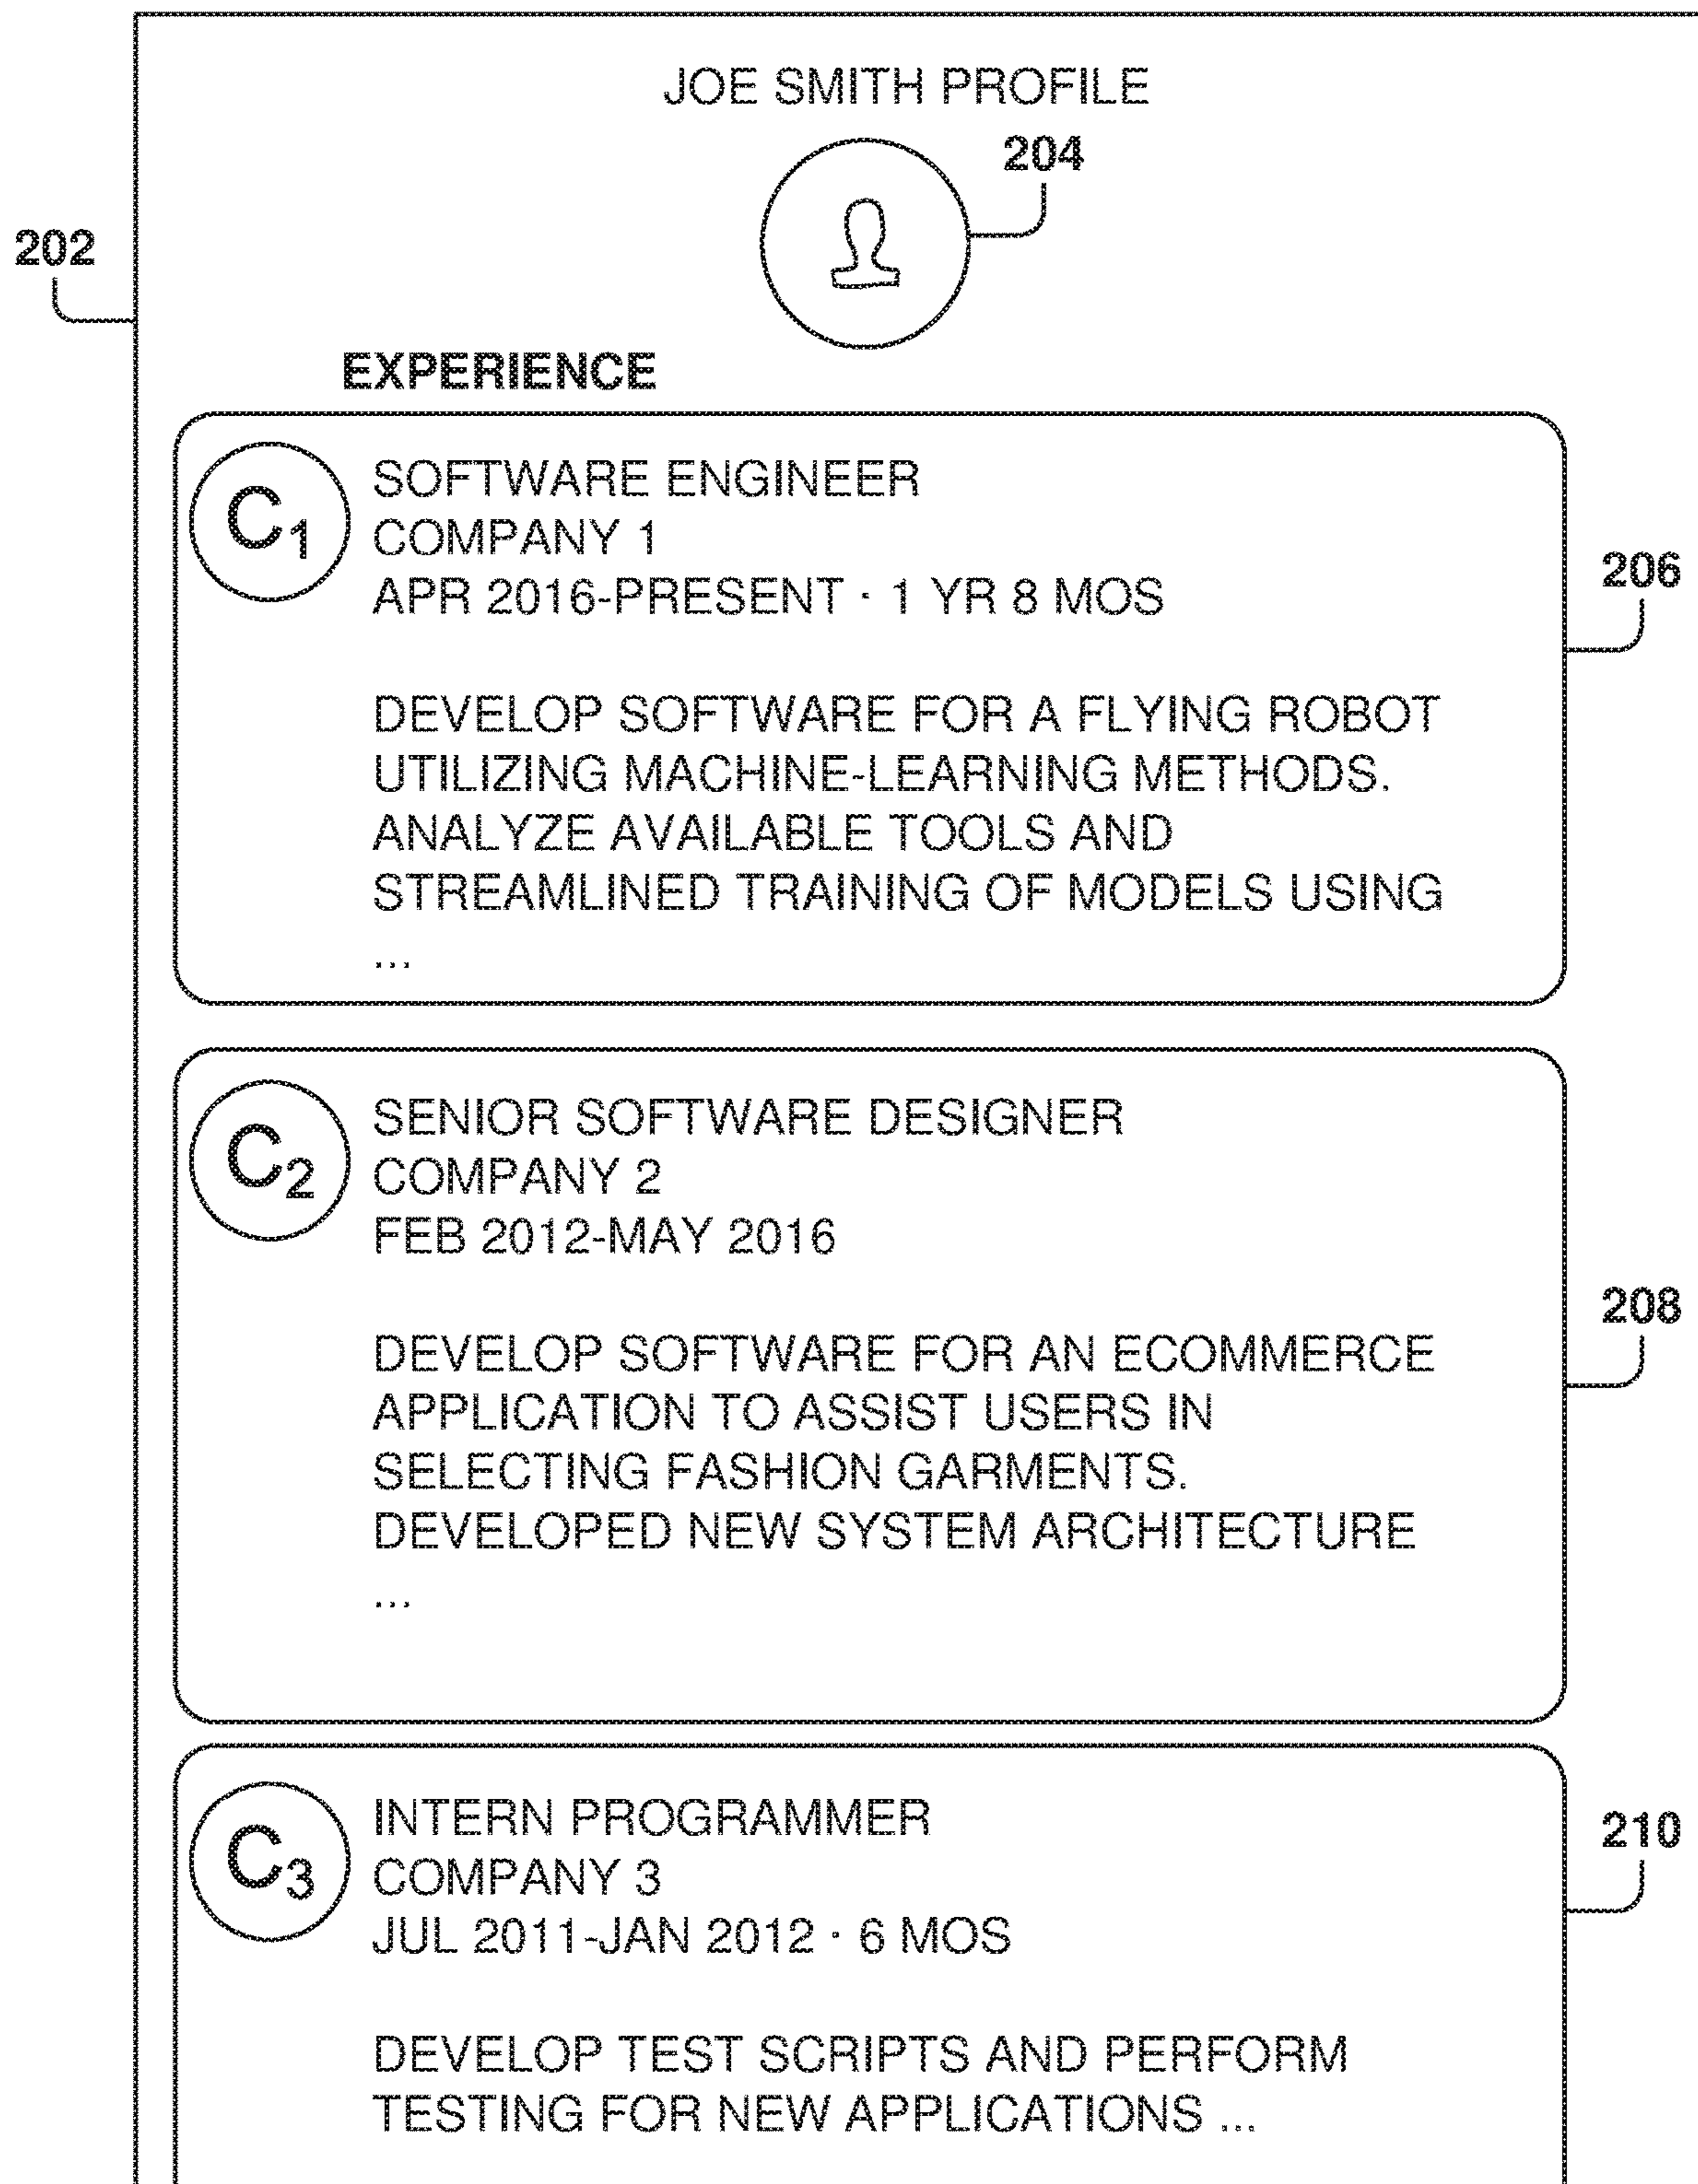 JOE SMITH PROFILE
204
202
EXPERIENCE
C1
SOFTWARE ENGINEER
COMPANY 1
APR 2016-PRESENT · 1 YR 8 MOS
206
DEVELOP SOFTWARE FOR A FLYING ROBOT
UTILIZING MACHINE-LEARNING METHODS.
ANALYZE AVAILABLE TOOLS AND
STREAMLINED TRAINING OF MODELS USING
...
C2
SENIOR SOFTWARE DESIGNER
COMPANY 2
FEB 2012-MAY 2016
208
DEVELOP SOFTWARE FOR AN ECOMMERCE
APPLICATION TO ASSIST USERS IN
SELECTING FASHION GARMENTS.
DEVELOPED NEW SYSTEM ARCHITECTURE
...
C3
INTERN PROGRAMMER
COMPANY 3
JUL 2011-JAN 2012 · 6 MOS
210
DEVELOP TEST SCRIPTS AND PERFORM
TESTING FOR NEW APPLICATIONS ...